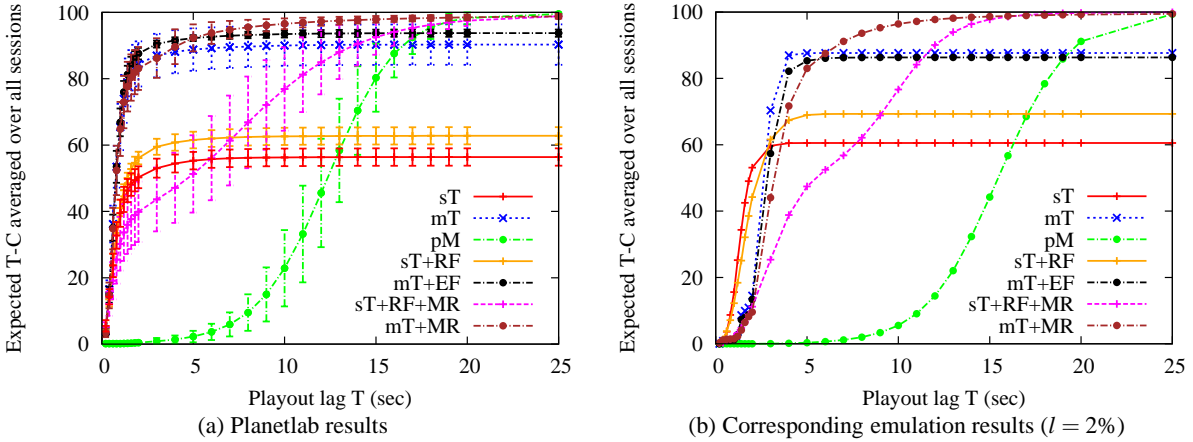 Expected T-C averaged over all sessions
100
80
60
40
20
0
0 5 10 15 20 25
Playout lag T (sec)
sT
mT
pM
sT+RF
mT+EF
sT+RF+MR
mT+MR
(a) Planetlab results
Expected T-C averaged over all sessions
100
80
60
40
20
0
0 5 10 15 20 25
Playout lag T (sec)
sT
mT
pM
sT+RF
mT+EF
sT+RF+MR
mT+MR
(b) Corresponding emulation results (l = 2%)